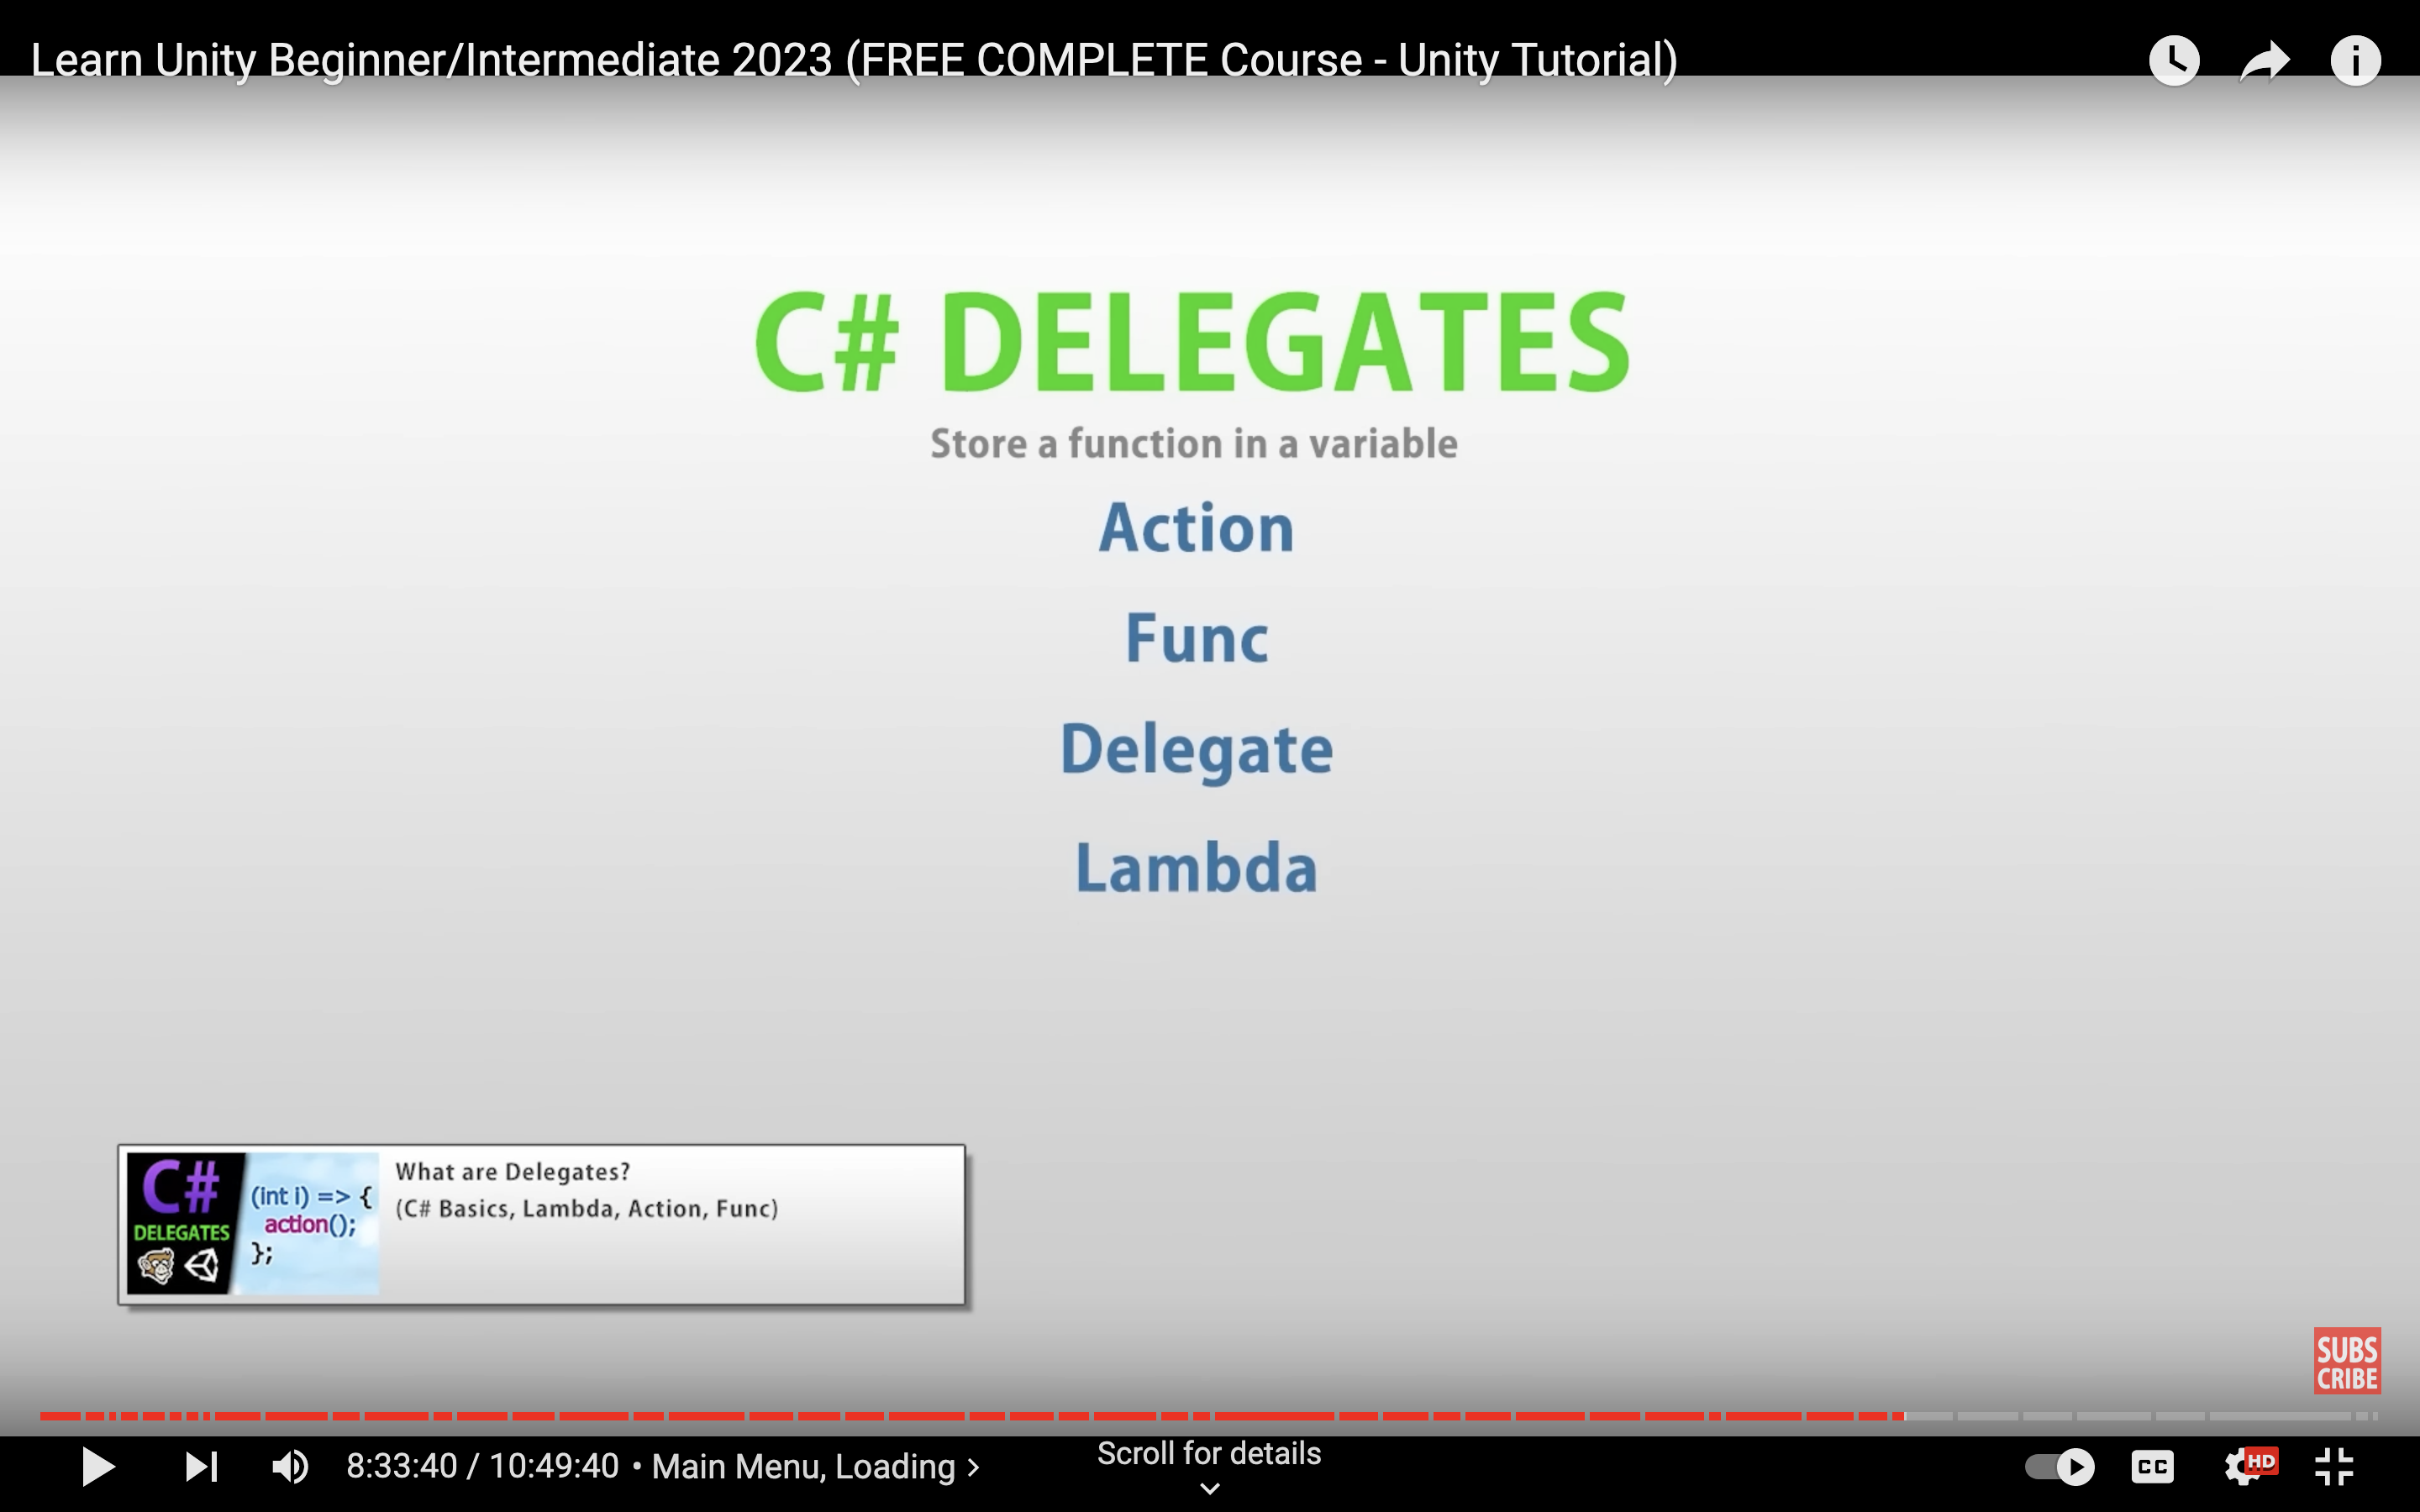 Learn Unity Beginner/Intermediate 2023 (FREE COMPLETE Course - Unity Tutorial)
C# DELEGATES
Store a function in a variable
Action
Func
Delegate
Lambda
C#
DELEGATES
(int i) => {
action();
};
What are Delegates?
(C# Basics, Lambda, Action, Func)
SUBS
CRIBE
8:33:40 / 10:49:40 • Main Menu, Loading >
Scroll for details
CC
HD